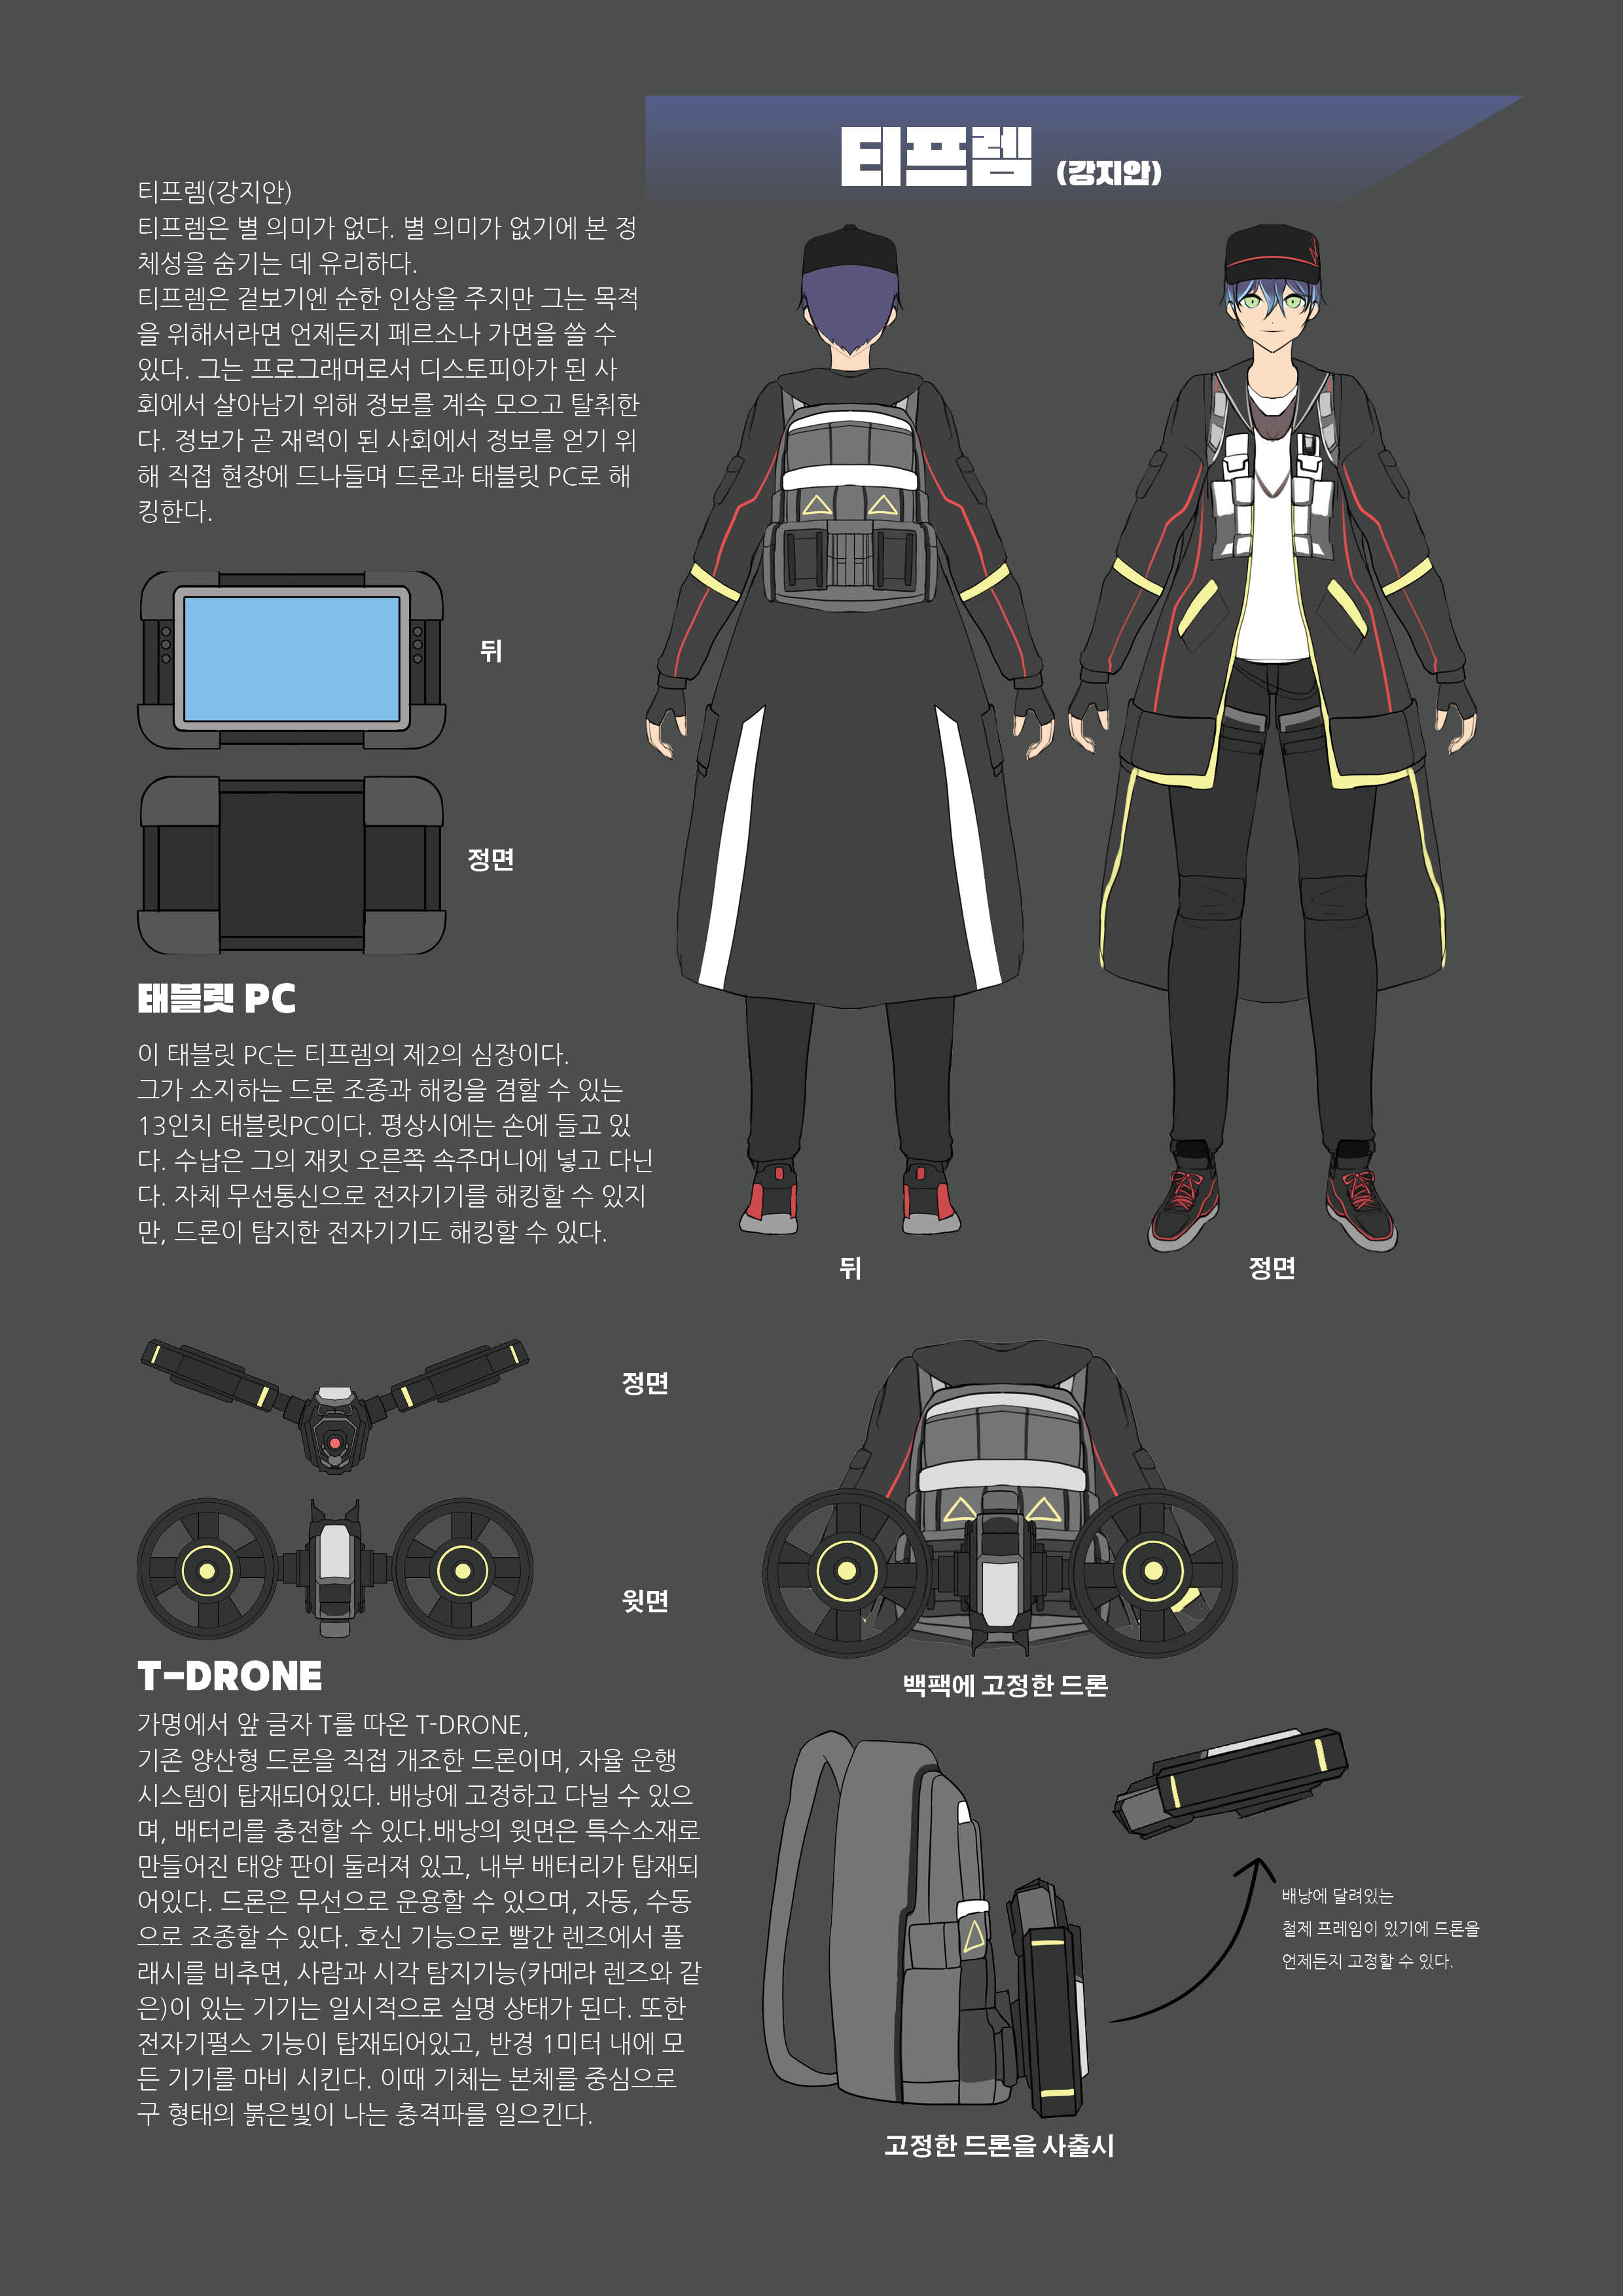 티프렘 (강지안)
티프렘(강지안)
티프렘은 별 의미가 없다. 별 의미가 없기에 본 정
체성을 숨기는 데 유리하다.
티프렘은 겉보기엔 순한 인상을 주지만 그는 목적
을 위해서라면 언제든지 페르소나 가면을 쓸 수
있다. 그는 프로그래머로서 디스토피아가 된 사
회에서 살아남기 위해 정보를 계속 모으고 탈취한
다. 정보가 곧 재력이 된 사회에서 정보를 얻기 위
해 직접 현장에 드나들며 드론과 태블릿 PC로 해
킹한다.
뒤
정면
태블릿 PC
이 태블릿 PC는 티프렘의 제2의 심장이다.
그가 소지하는 드론 조종과 해킹을 겸할 수 있는
13인치 태블릿PC이다. 평상시에는 손에 들고 있
다. 수납은 그의 재킷 오른쪽 속주머니에 넣고 다닌
다. 자체 무선통신으로 전자기기를 해킹할 수 있지
만, 드론이 탐지한 전자기기도 해킹할 수 있다.
뒤
정면
정면
윗면
T-DRONE
가명에서 앞 글자 T를 따온 T-DRONE,
기존 양산형 드론을 직접 개조한 드론이며, 자율 운행
시스템이 탑재되어있다. 배낭에 고정하고 다닐 수 있으
며, 배터리를 충전할 수 있다.배낭의 윗면은 특수소재로
만들어진 태양 판이 둘러져 있고, 내부 배터리가 탑재되
어있다. 드론은 무선으로 운용할 수 있으며, 자동, 수동
으로 조종할 수 있다. 호신 기능으로 빨간 렌즈에서 플
래시를 비추면, 사람과 시각 탐지기능(카메라 렌즈와 같
은)이 있는 기기는 일시적으로 실명 상태가 된다. 또한
전자기펄스 기능이 탑재되어있고, 반경 1미터 내에 모
든 기기를 마비 시킨다. 이때 기체는 본체를 중심으로
구 형태의 붉은빛이 나는 충격파를 일으킨다.
백팩에 고정한 드론
배낭에 달려있는
철제 프레임이 있기에 드론을
언제든지 고정할 수 있다.
고정한 드론을 사출시